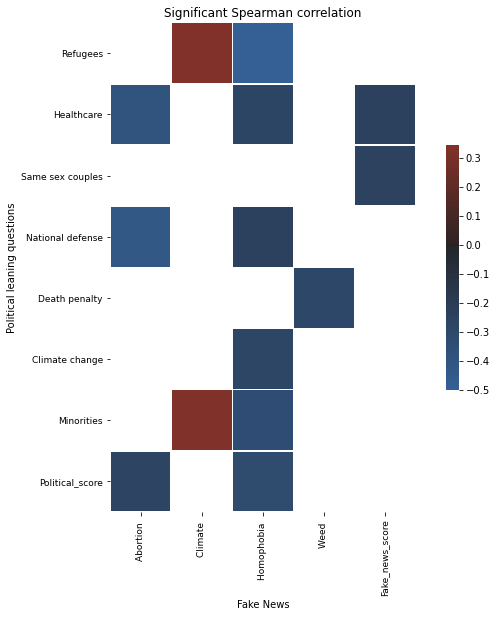 Significant Spearman correlation
Political leaning questions
Refugees
Healthcare
Same sex couples
National defense
Death penalty
Climate change
Minorities
Political_score
Abortion
Climate
Homophobia
Weed
Fake_news_score
Fake News
0.3
0.2
0.1
0.0
−0.1
−0.2
−0.3
−0.4
−0.5